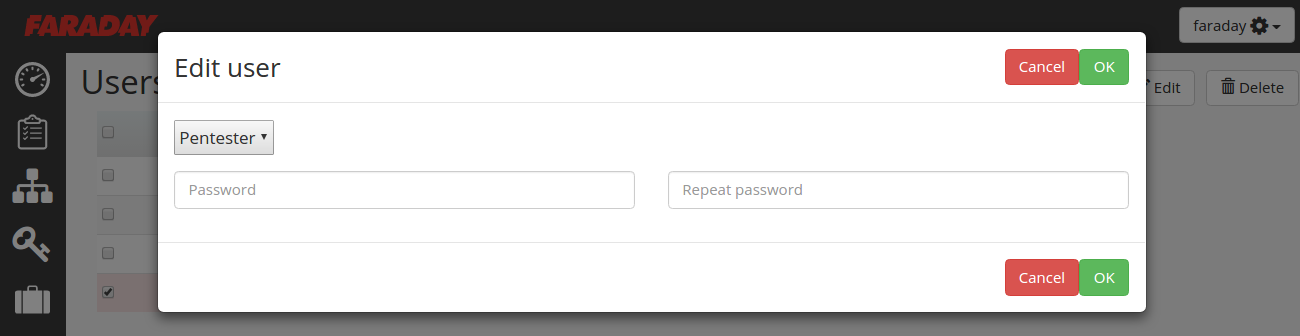 FARADAY
faraday
Users
Edit
Delete
Edit user
Cancel
OK
Pentester
Password
Repeat password
Cancel
OK